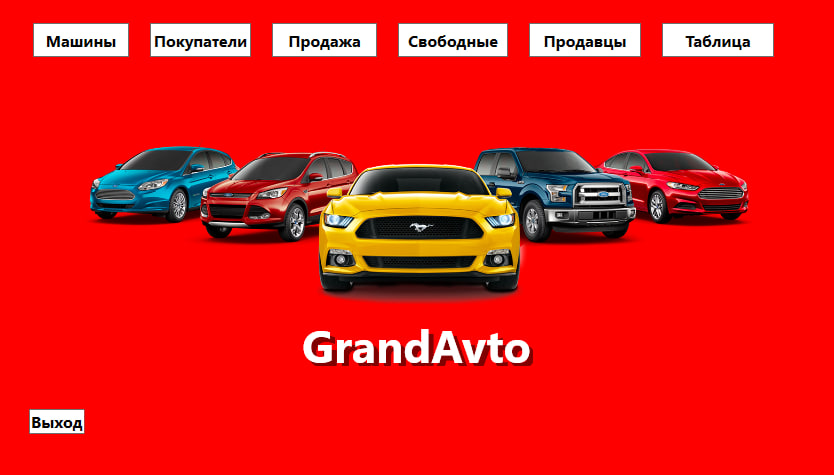 Машины Покупатели Продажа Свободные Продавцы Таблица
GrandAvto
Выход